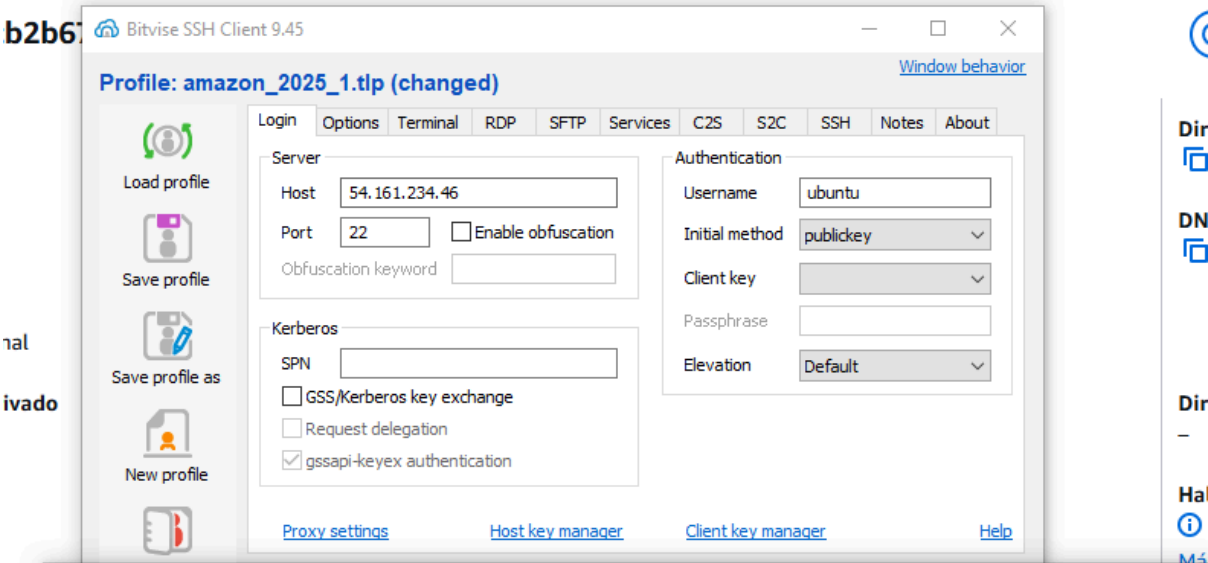 :b2b67
Bitvise SSH Client 9.45
Window behavior
Profile: amazon_2025_1.tlp (changed)
Login Options Terminal RDP SFTP Services C2S S2C SSH Notes About
Load profile
Save profile
Save profile as
New profile
Server
Host 54.161.234.46
Port 22 Enable obfuscation
Obfuscation keyword
Kerberos
SPN
GSS/Kerberos key exchange
Request delegation
gssapi-keyex authentication
Authentication
Username ubuntu
Initial method publickey
Client key
Passphrase
Elevation Default
Proxy settings Host key manager Client key manager Help
nal
ivado
Dir
DN
Dir
–
Hal
Má